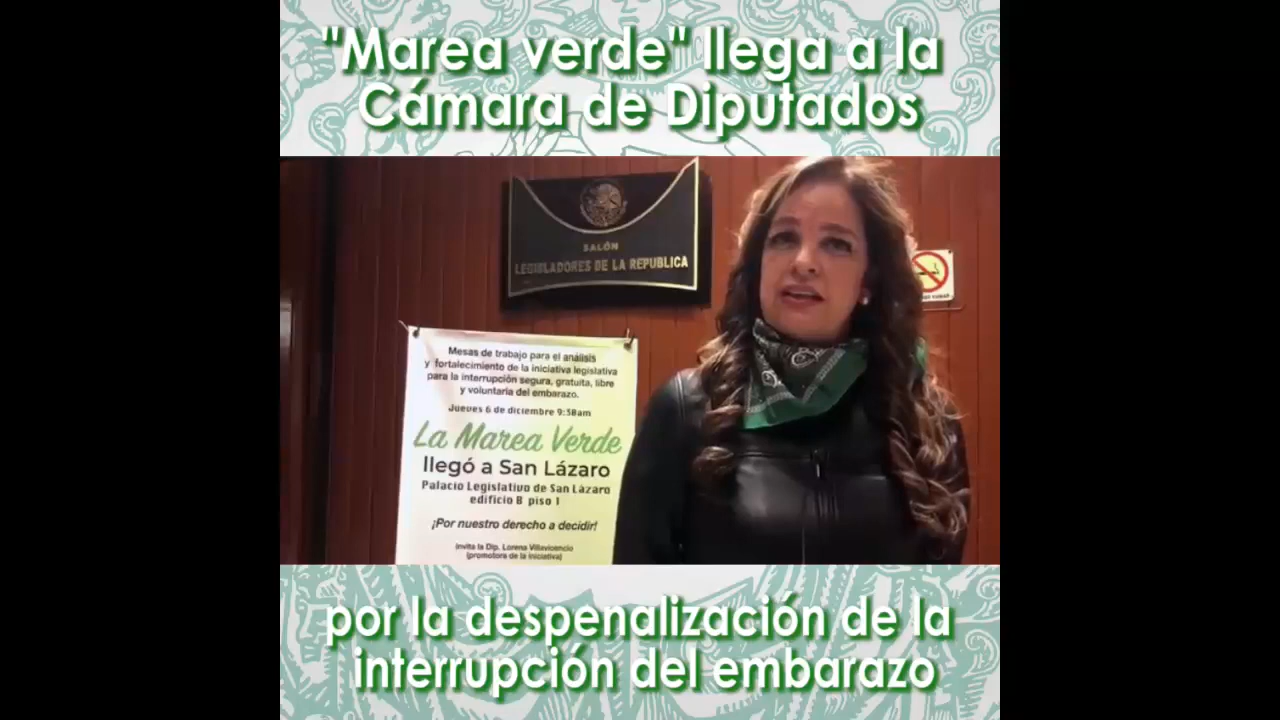 "Marea verde" llega a la
Cámara de Diputados
SALÓN
LEGISLADORES DE LA REPUBLICA
Mesas de trabajo para el análisis
y fortalecimiento de la iniciativa legislativa
para la interrupción segura, gratuita, libre
y voluntaria del embarazo.
Jueves 6 de diciembre 9:30am
La Marea Verde
llegó a San Lázaro
Palacio Legislativo de San Lázaro
edificio B piso 1
¡Por nuestro derecho a decidir!
Invita la Dip. Lorena Villavicencio
(promotora de la iniciativa)
por la despenalización de la
interrupción del embarazo